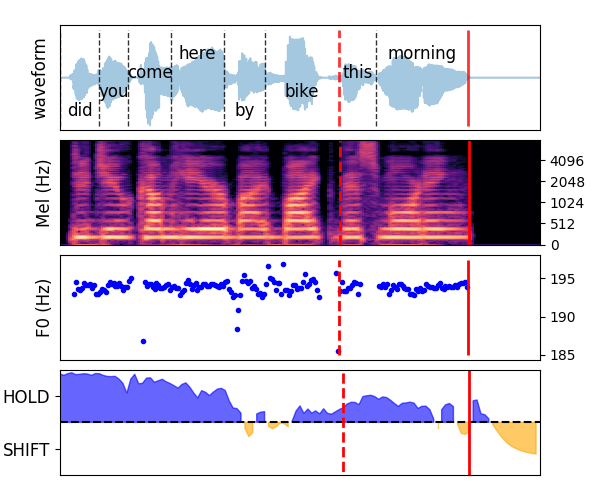 waveform
did
you
come
here
by
bike
this
morning
Mel (Hz)
4096
2048
1024
512
0
F0 (Hz)
195
190
185
HOLD
SHIFT